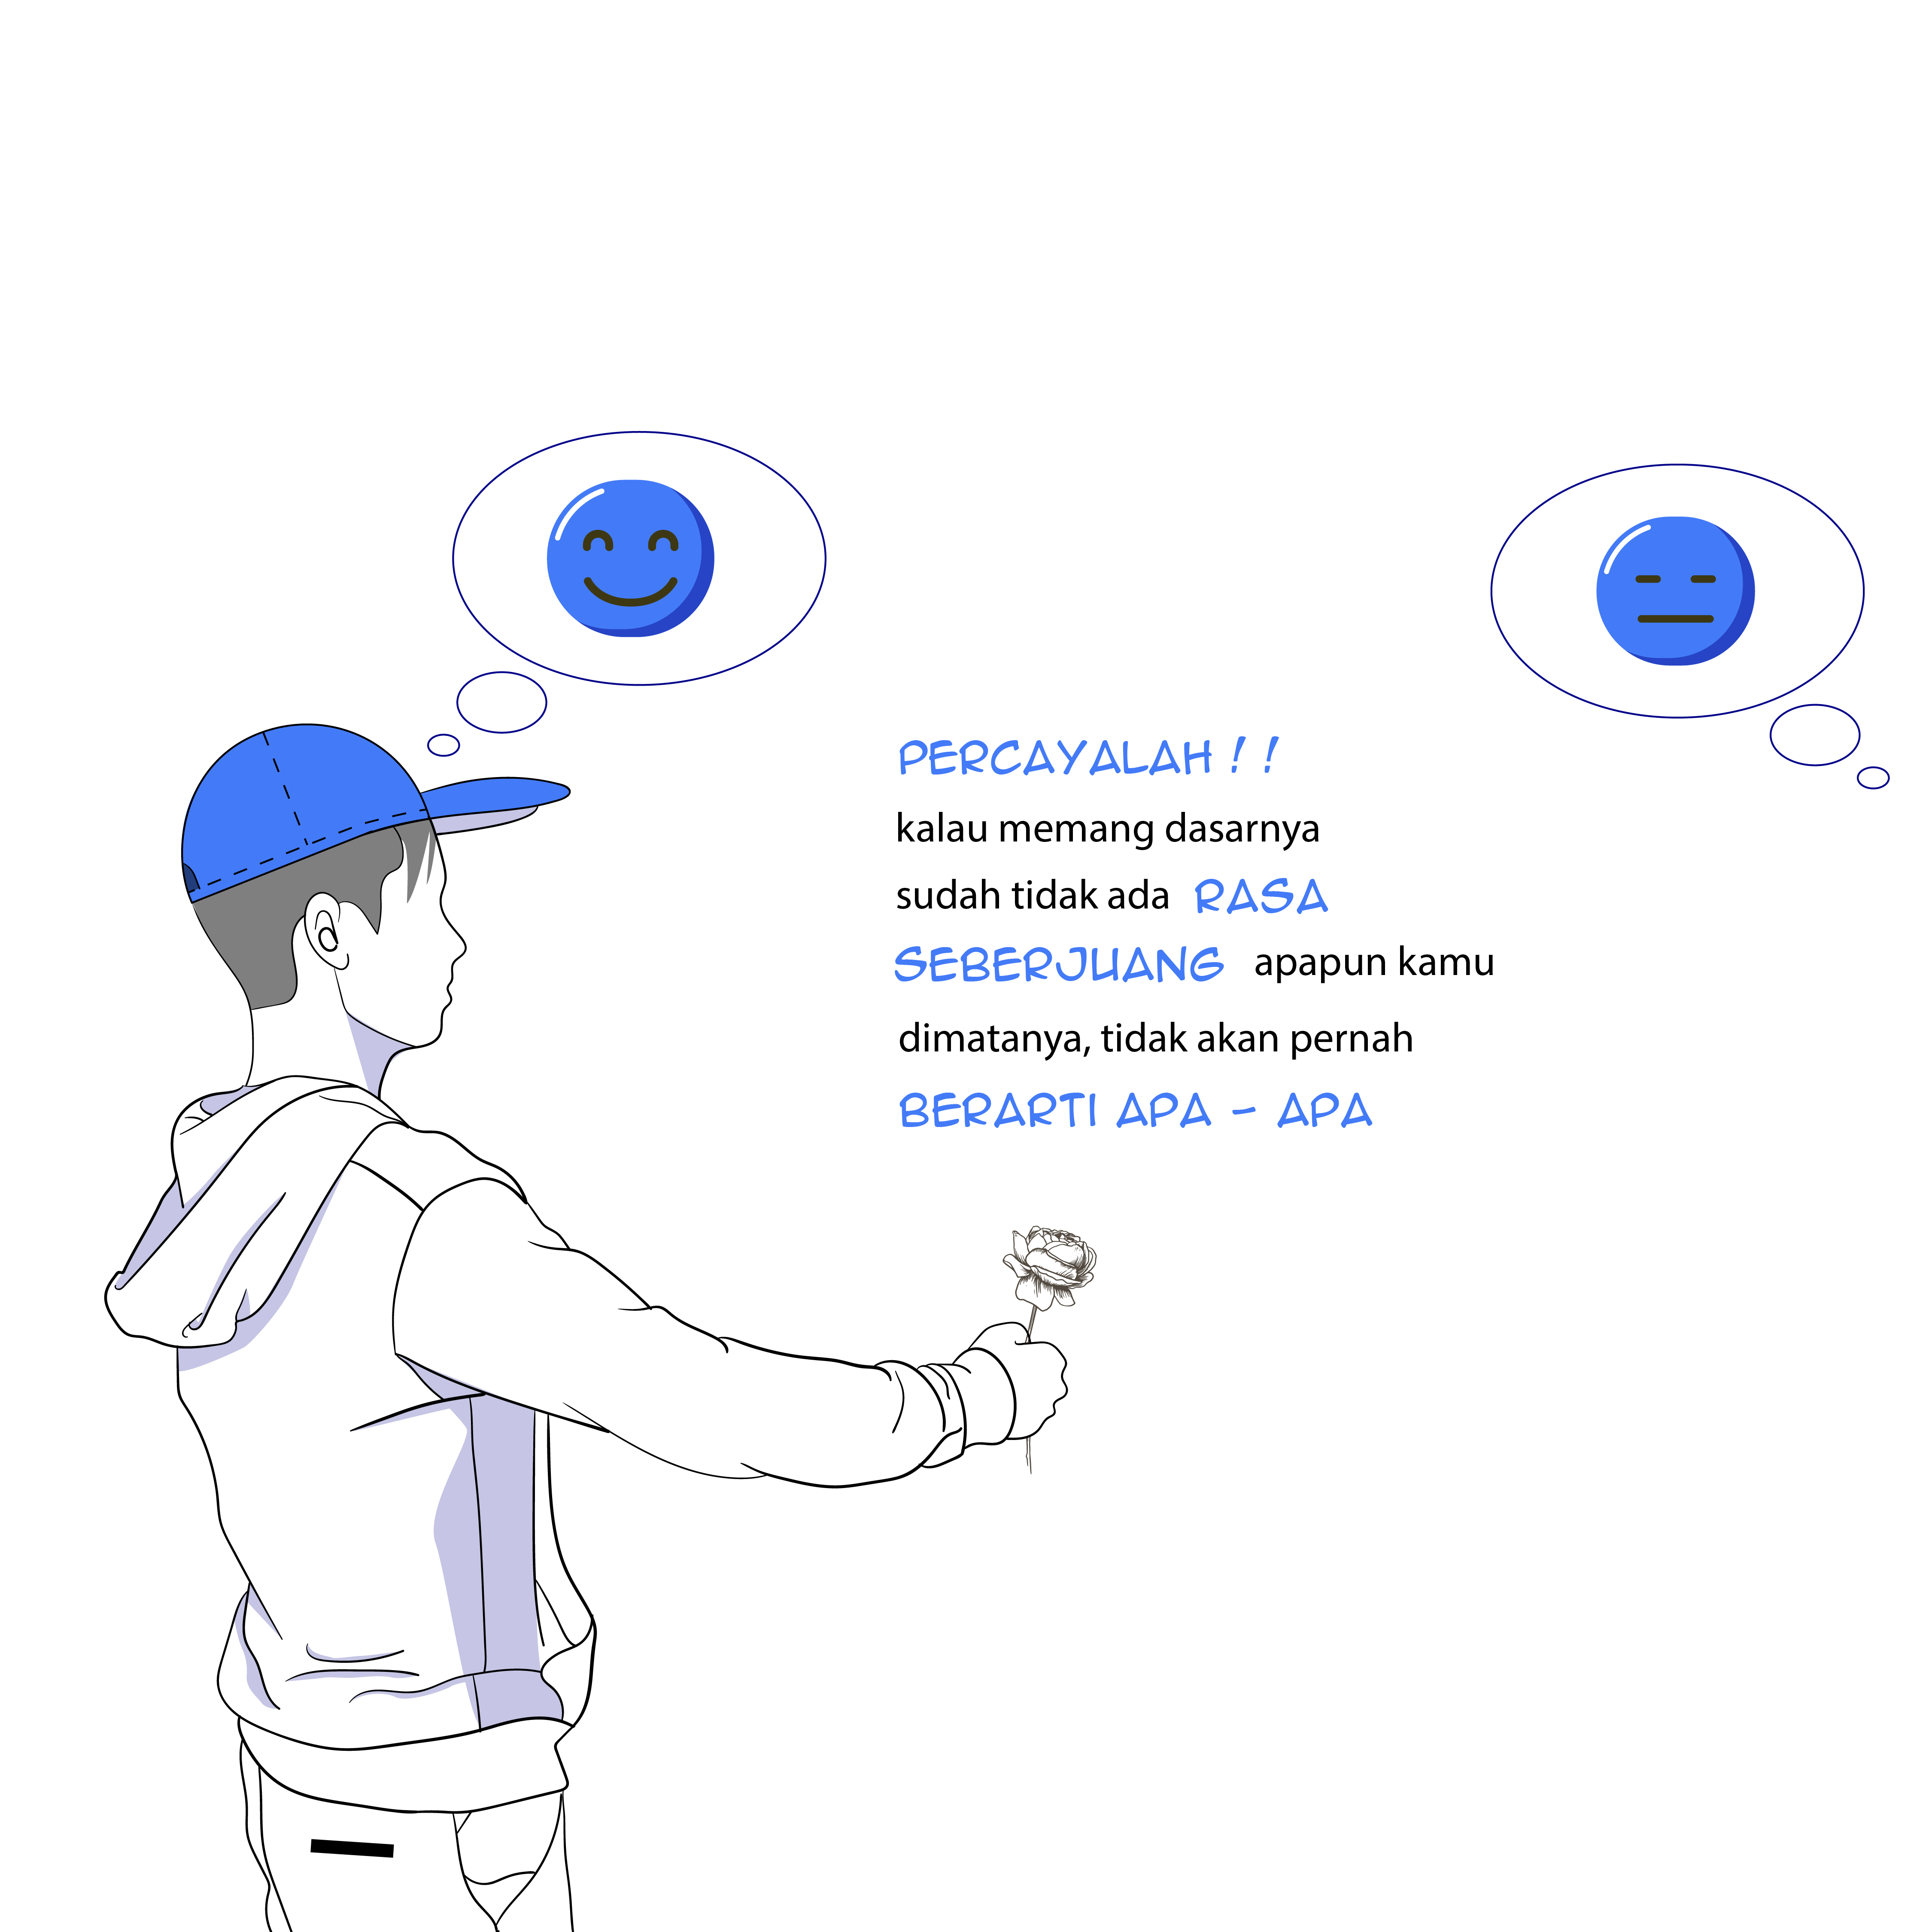 PERCAYALAH !!
kalau memang dasarnya
sudah tidak ada RASA
SEBERJUANG apapun kamu
dimatanya, tidak akan pernah
BERARTI APA - APA